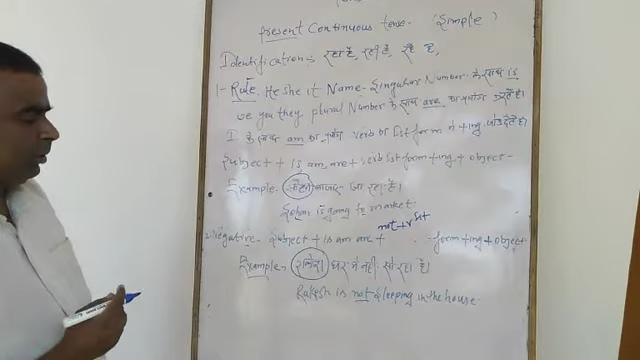 present Continuous tense (Simple)
Identification: रहा है, रही है, रहे हैं,
1- Rule He She it Name - Singular Number के साथ is
we you they plural Number के साथ are का प्रयोग करते हैं।
I के साथ am का प्रयोग verb की Ist form में +ing जोड़ देते हैं।
Subject + is am are + verb Ist form + ing + object -
Example. सोहन बाजार जा रहा है।
Sohan is going to market.
not + v Ist
2. Negative. Subject + is am are + form + ing + object
Example. घर में नहीं सो रहा है।
Rakesh is not sleeping in the house.